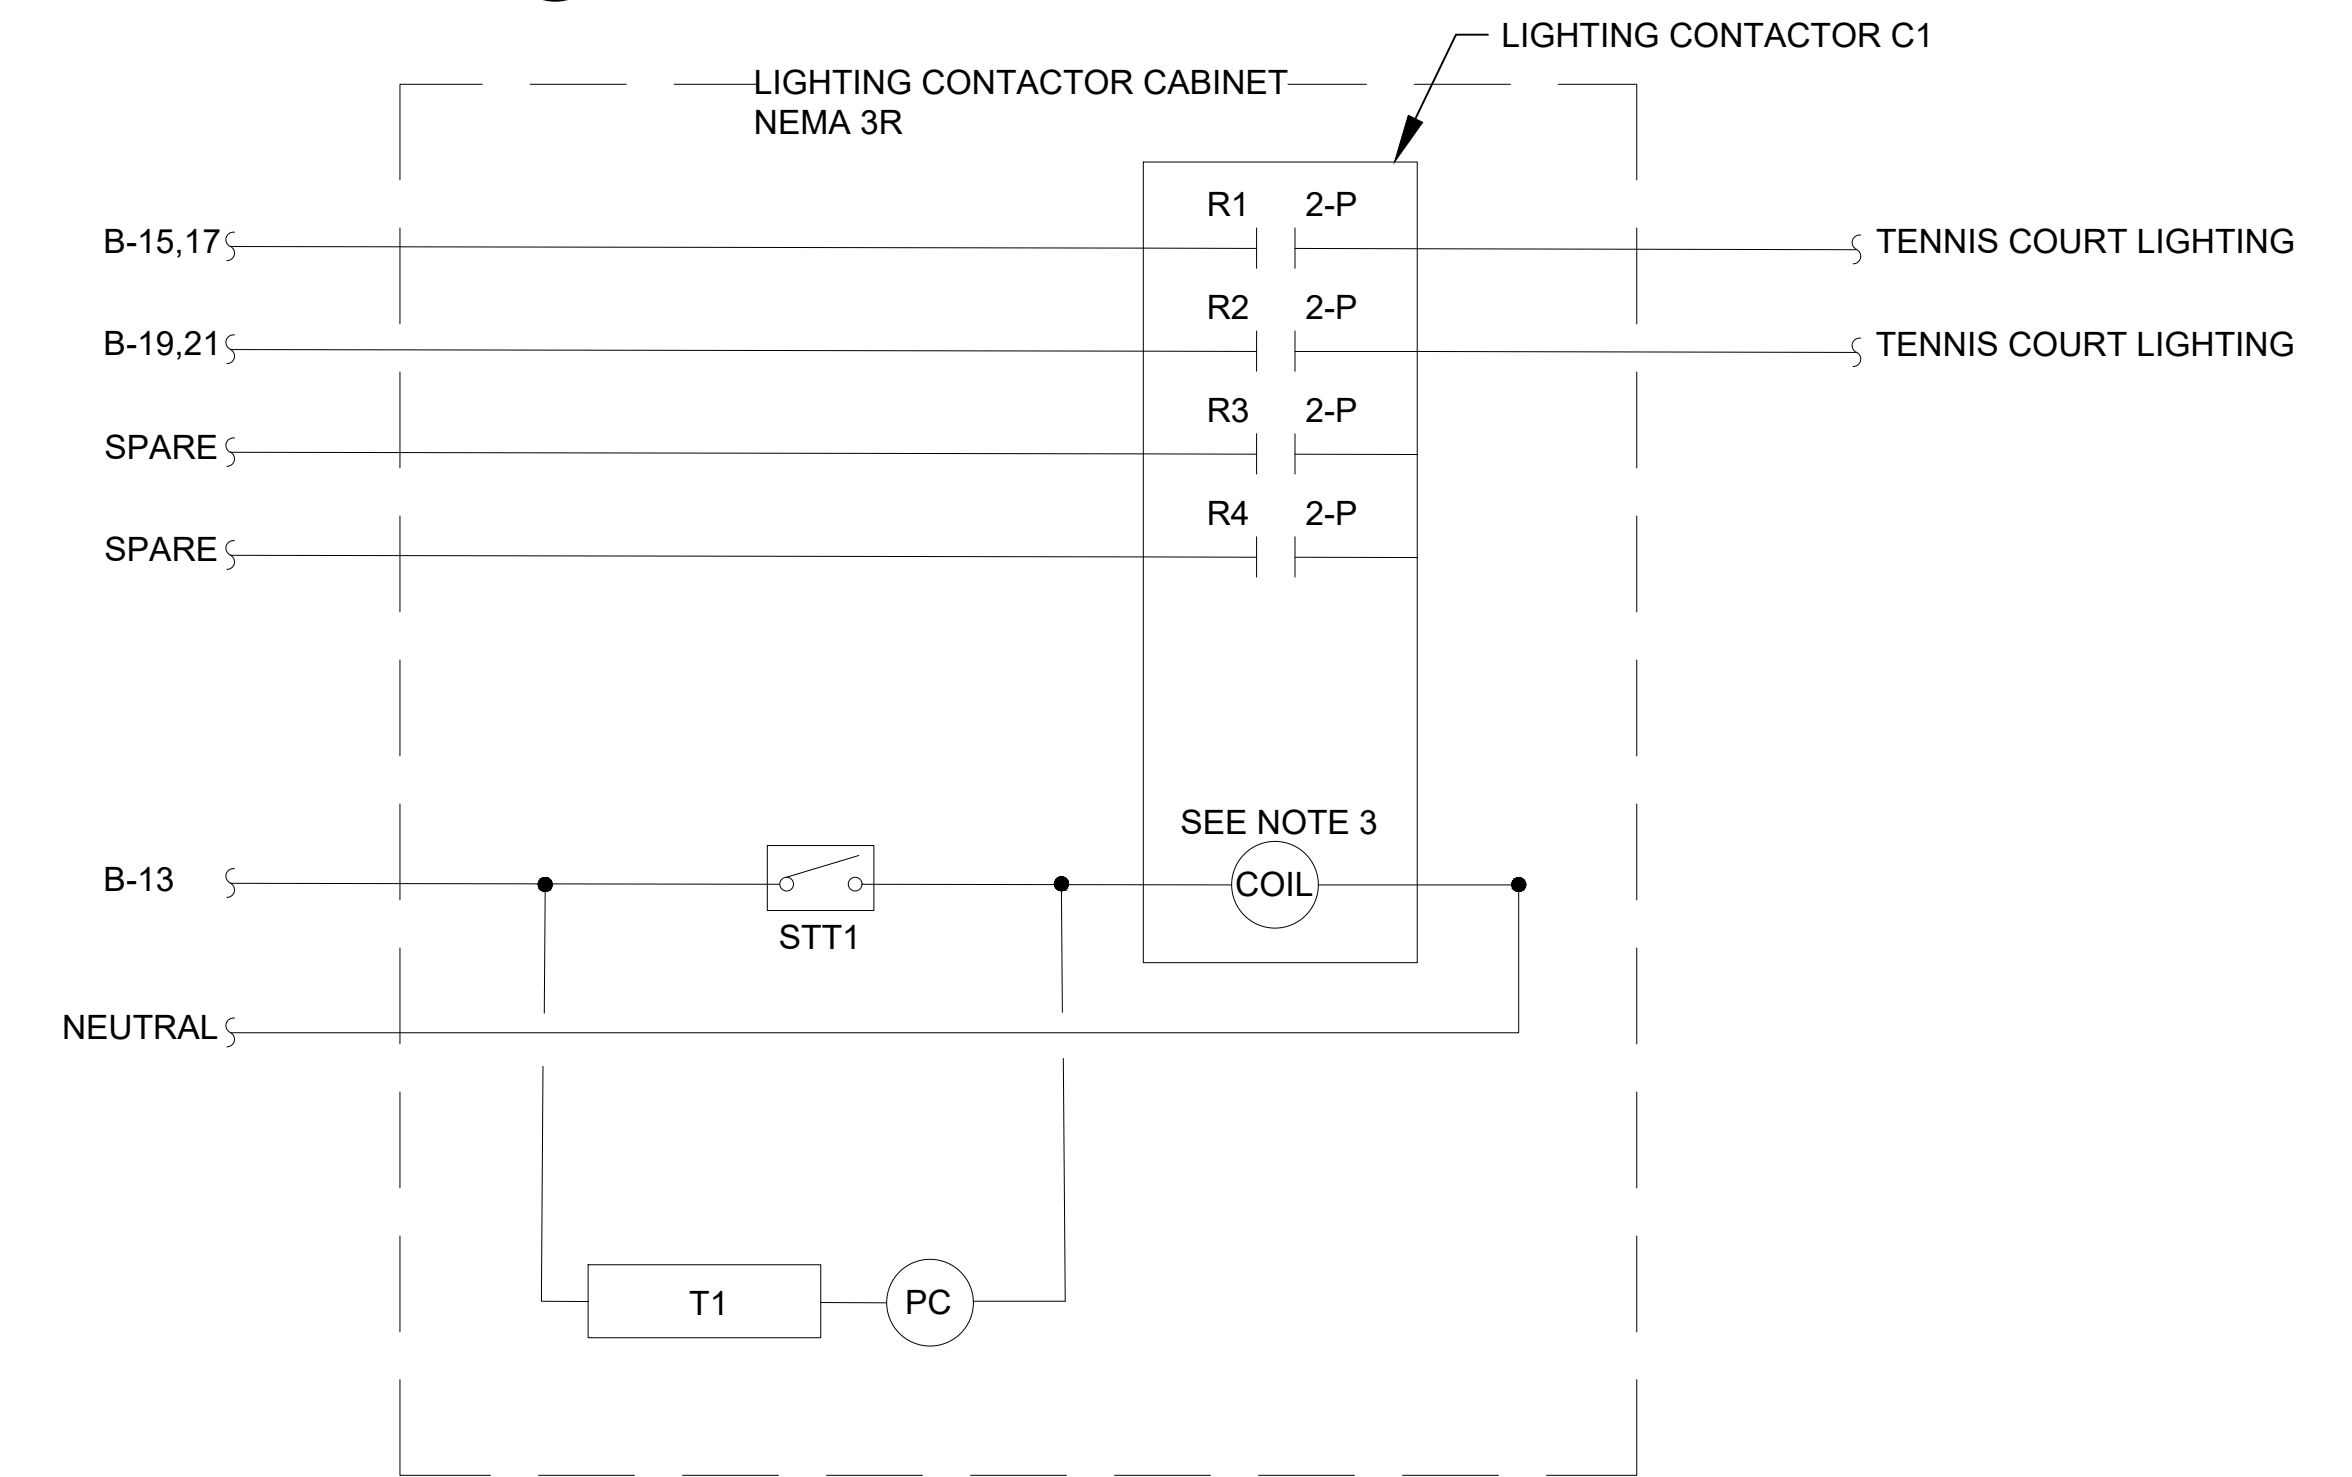 LIGHTING CONTACTOR C1
LIGHTING CONTACTOR CABINET
NEMA 3R
R1 2-P
B-15,17 TENNIS COURT LIGHTING
R2 2-P
B-19,21 TENNIS COURT LIGHTING
R3 2-P
SPARE
R4 2-P
SPARE
SEE NOTE 3
B-13 COIL
STT1
NEUTRAL
T1 PC